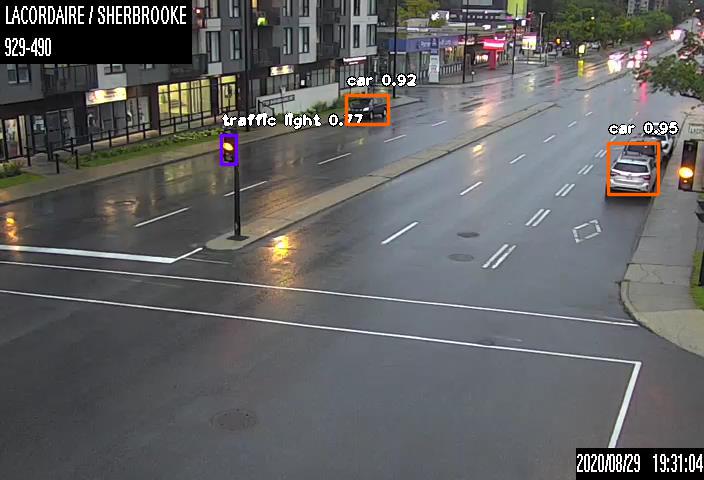 LACORDAIRE / SHERBROOKE
929-490
car 0.92
traffic light 0.77
car 0.95
2020/08/29 19:31:04